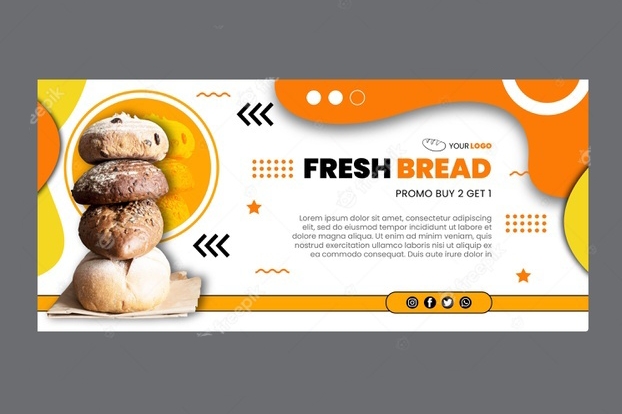 YOUR LOGO
FRESH BREAD
PROMO BUY 2 GET 1
Lorem ipsum dolor sit amet, consectetur adipiscing
elit, sed do eiusmod tempor incididunt ut labore et
dolore magna aliqua. Ut enim ad minim veniam, quis
nostrud exercitation ullamco laboris nisi ut aliquip ex ea
commodo consequat. Duis aute irure dolor in